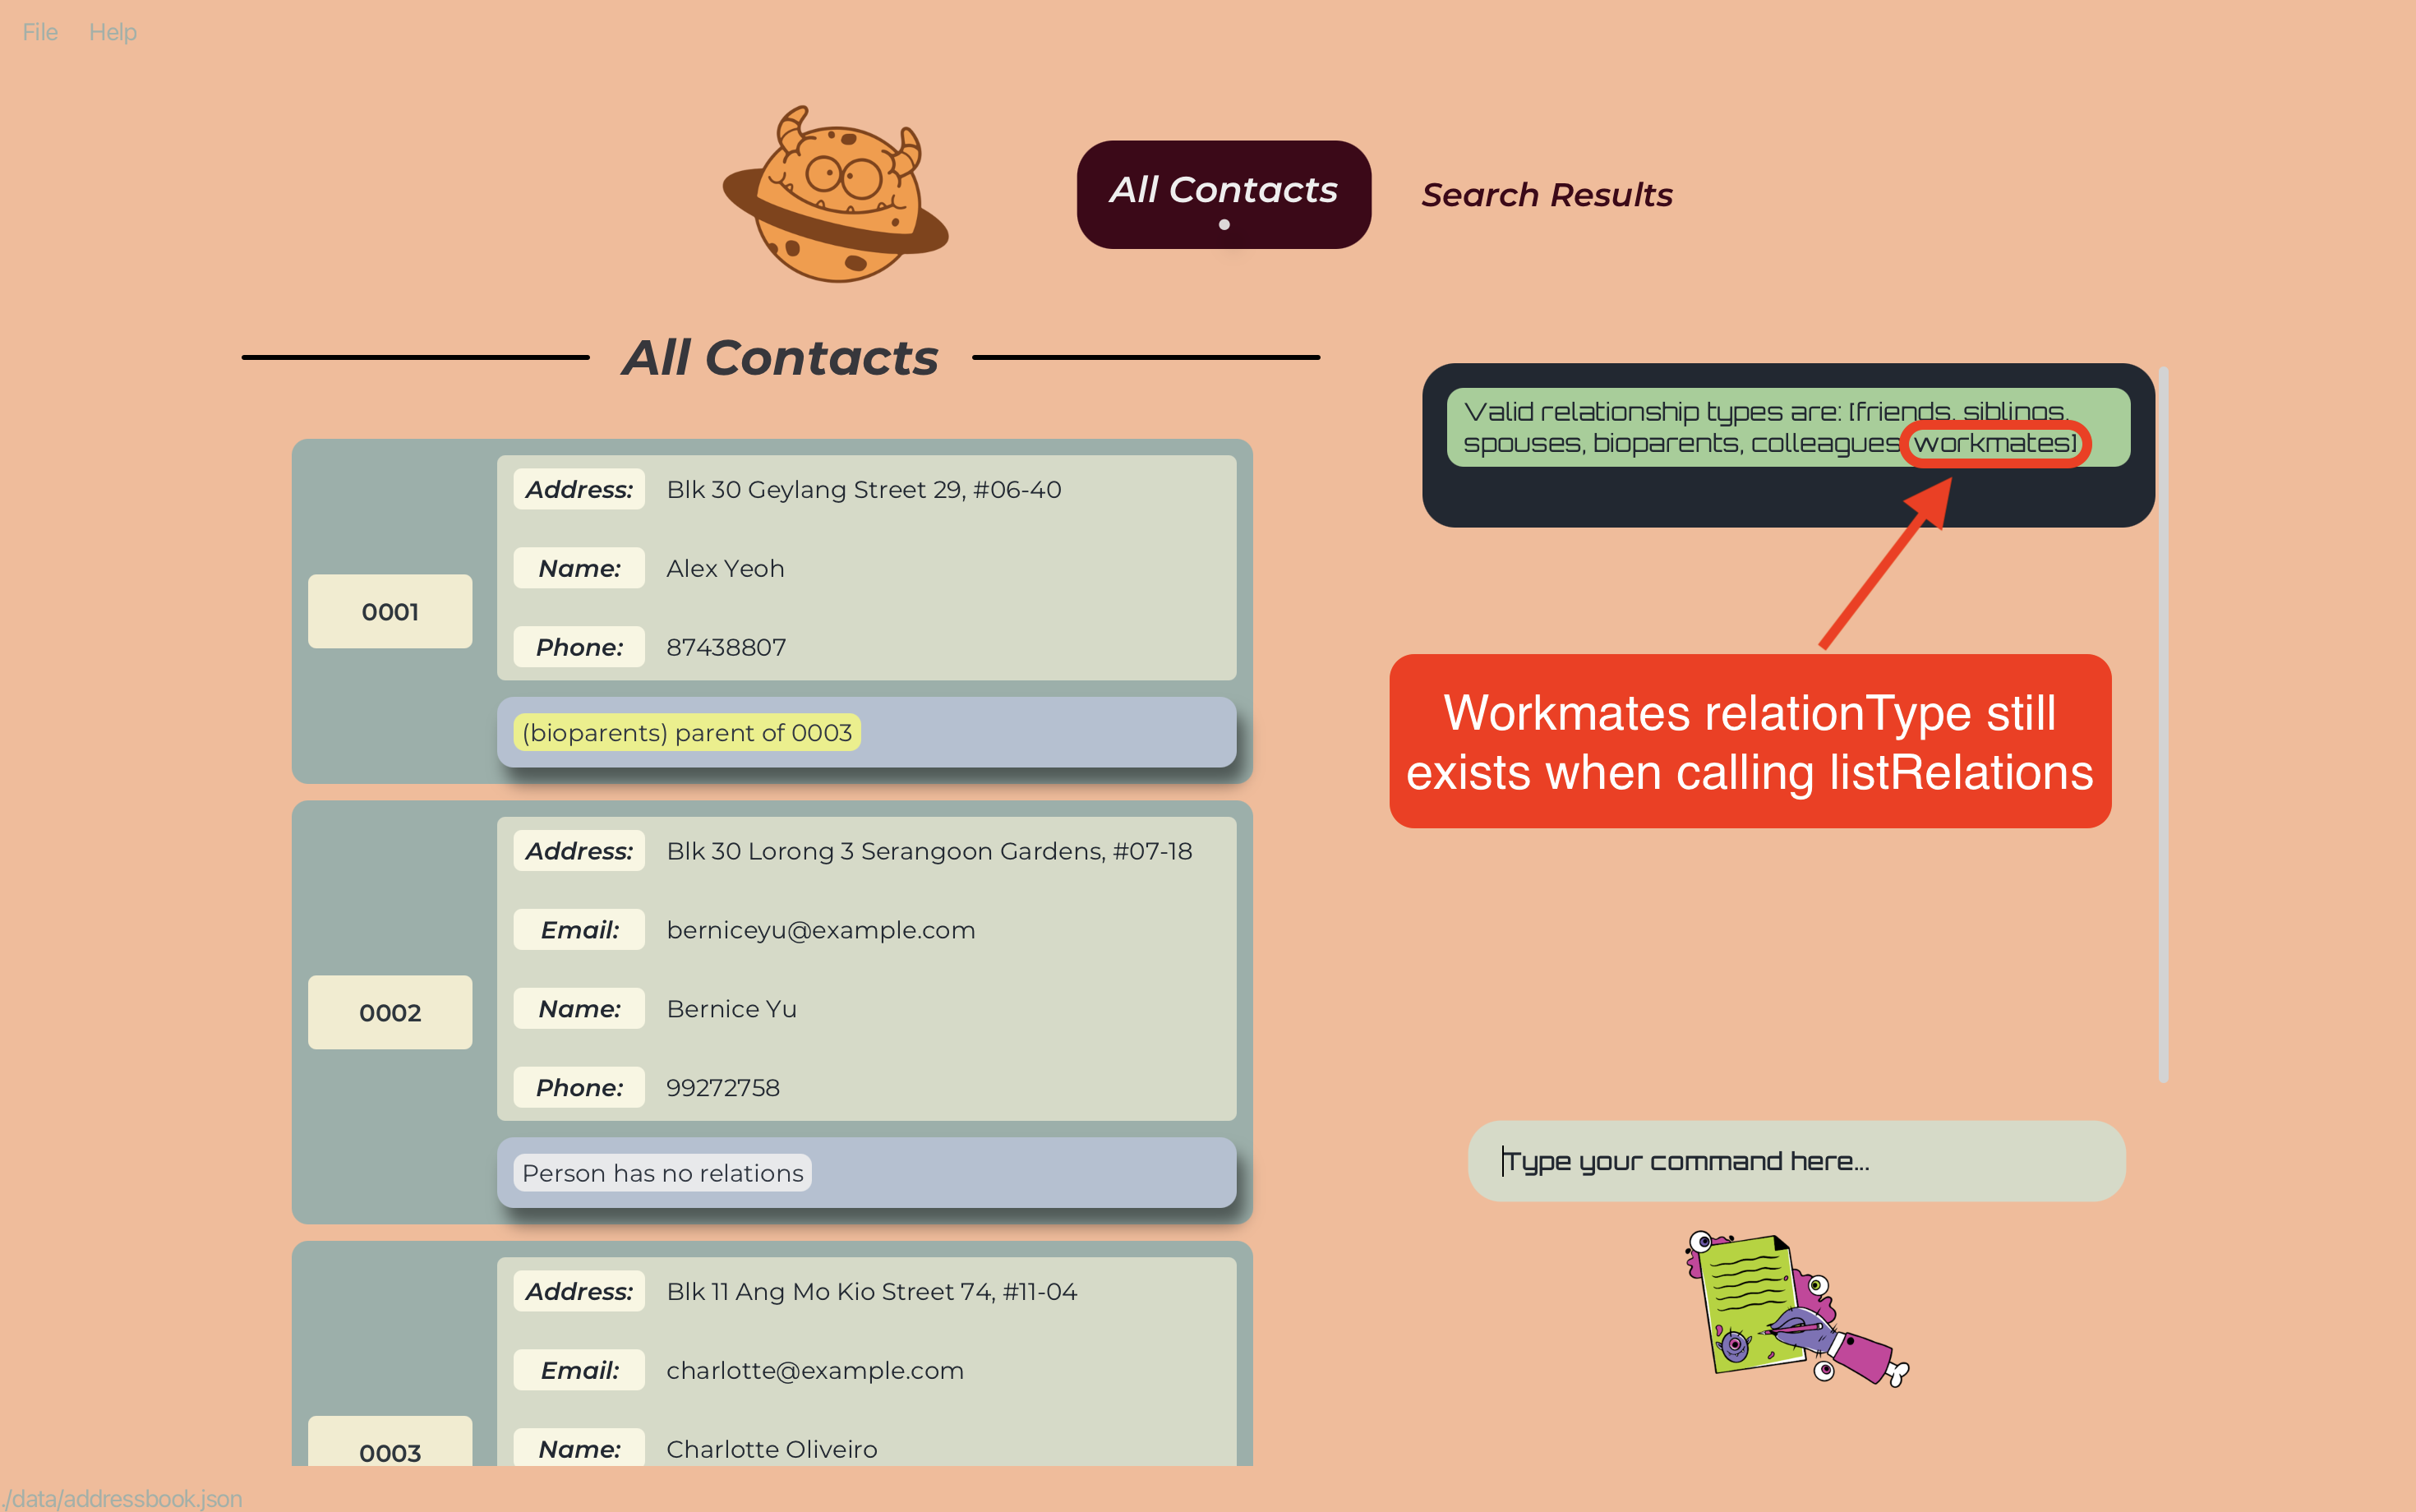 File Help
All Contacts
Search Results
All Contacts
0001
Address: Blk 30 Geylang Street 29, #06-40
Name: Alex Yeoh
Phone: 87438807
(bioparents) parent of 0003
0002
Address: Blk 30 Lorong 3 Serangoon Gardens, #07-18
Email: berniceyu@example.com
Name: Bernice Yu
Phone: 99272758
Person has no relations
0003
Address: Blk 11 Ang Mo Kio Street 74, #11-04
Email: charlotte@example.com
Name: Charlotte Oliveiro
Valid relationship types are: [friends, siblings,
spouses, bioparents, colleagues workmates]
Workmates relationType still
exists when calling listRelations
Type your command here...
./data/addressbook.json